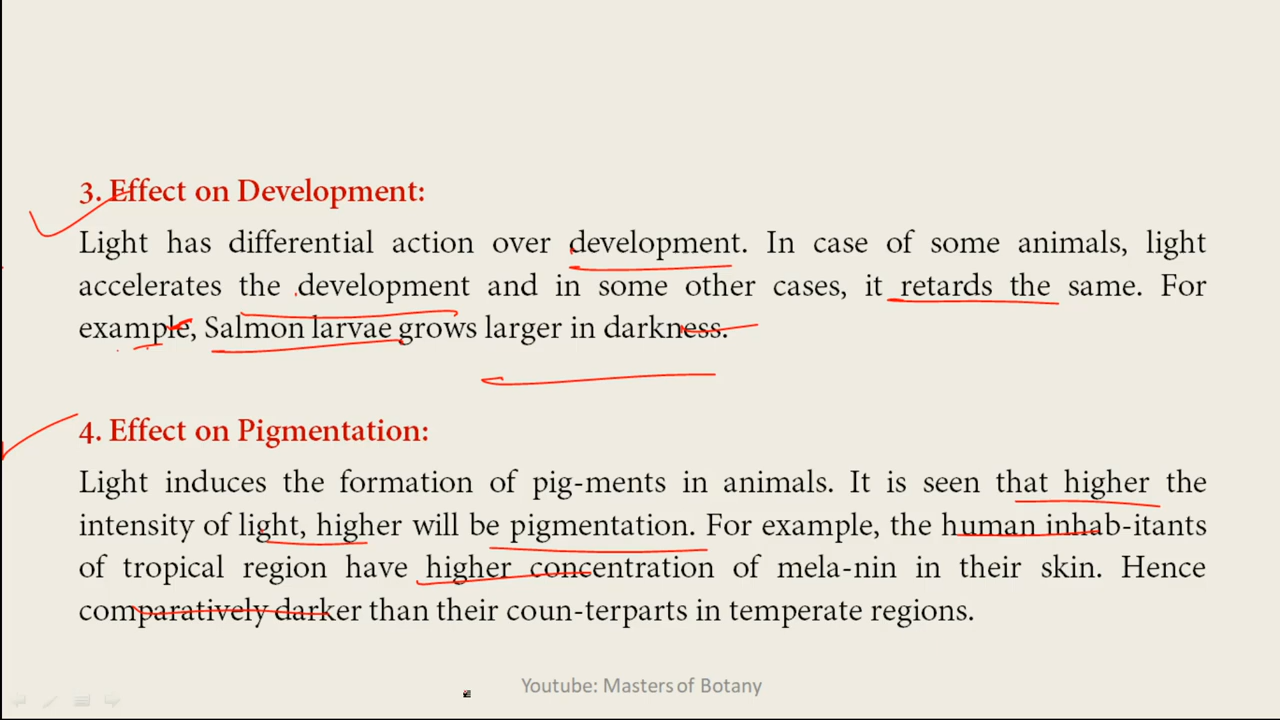 3. Effect on Development:
Light has differential action over development. In case of some animals, light
accelerates the development and in some other cases, it retards the same. For
example, Salmon larvae grows larger in darkness.
4. Effect on Pigmentation:
Light induces the formation of pig-ments in animals. It is seen that higher the
intensity of light, higher will be pigmentation. For example, the human inhab-itants
of tropical region have higher concentration of mela-nin in their skin. Hence
comparatively darker than their coun-terparts in temperate regions.
Youtube: Masters of Botany